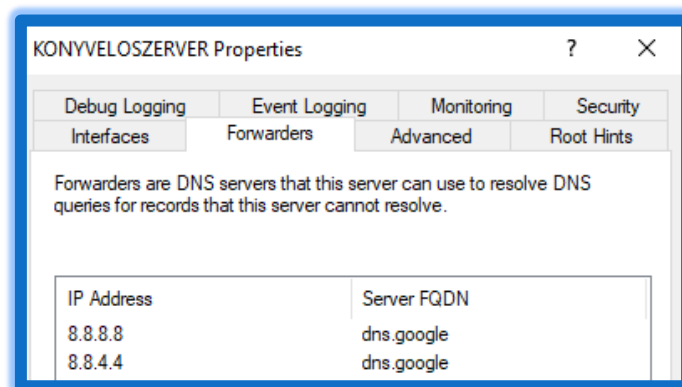 KONYVELOSZERVER Properties ? ×
Debug Logging Event Logging Monitoring Security
Interfaces Forwarders Advanced Root Hints
Forwarders are DNS servers that this server can use to resolve DNS
queries for records that this server cannot resolve.
IP Address Server FQDN
8.8.8.8 dns.google
8.8.4.4 dns.google